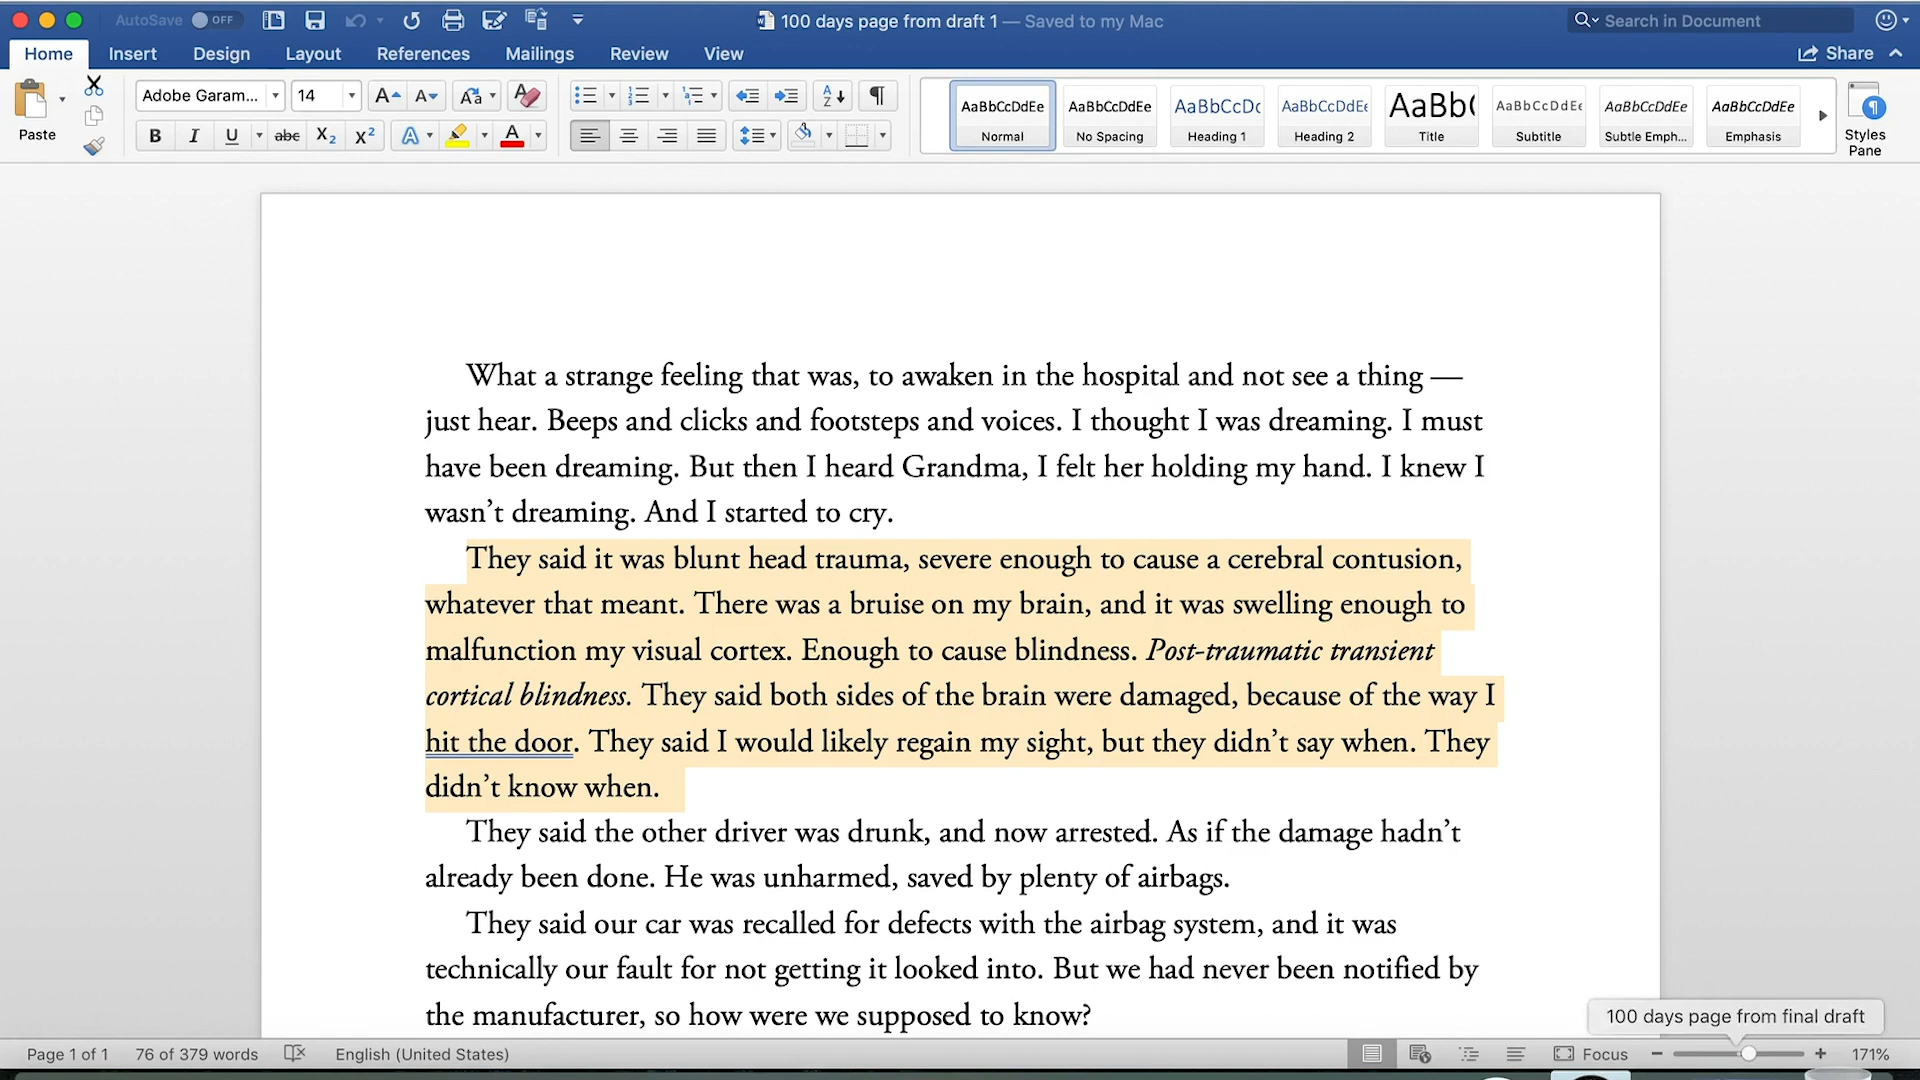 AutoSave OFF 100 days page from draft 1 — Saved to my Mac Search in Document
Home Insert Design Layout References Mailings Review View Share
Paste Adobe Garam... 14 A A Aa A
B I U abc X₂ X² A A
AaBbCcDdEe AaBbCcDdEe AaBbCcDc AaBbCcDdEe AaBb( AaBbCcDdEe AaBbCcDdEe AaBbCcDdEe
Normal No Spacing Heading 1 Heading 2 Title Subtitle Subtle Emph... Emphasis
Styles
Pane
What a strange feeling that was, to awaken in the hospital and not see a thing —
just hear. Beeps and clicks and footsteps and voices. I thought I was dreaming. I must
have been dreaming. But then I heard Grandma, I felt her holding my hand. I knew I
wasn’t dreaming. And I started to cry.
They said it was blunt head trauma, severe enough to cause a cerebral contusion,
whatever that meant. There was a bruise on my brain, and it was swelling enough to
malfunction my visual cortex. Enough to cause blindness. Post-traumatic transient
cortical blindness. They said both sides of the brain were damaged, because of the way I
hit the door. They said I would likely regain my sight, but they didn’t say when. They
didn’t know when.
They said the other driver was drunk, and now arrested. As if the damage hadn’t
already been done. He was unharmed, saved by plenty of airbags.
They said our car was recalled for defects with the airbag system, and it was
technically our fault for not getting it looked into. But we had never been notified by
the manufacturer, so how were we supposed to know?
100 days page from final draft
Page 1 of 1 76 of 379 words English (United States) Focus 171%